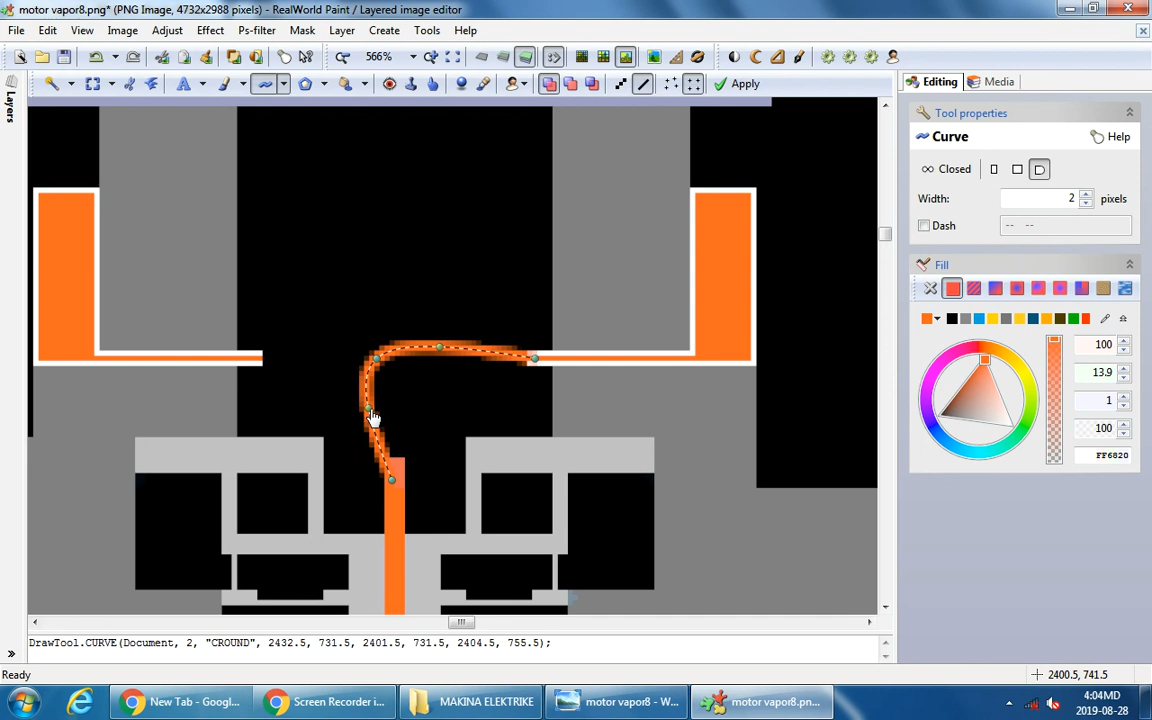 motor vapor8.png* (PNG Image, 4732x2988 pixels) - RealWorld Paint / Layered image editor
File Edit View Image Adjust Effect Ps-filter Mask Layer Create Tools Help
566%
Apply
Editing Media
Layers
Tool properties
Curve Help
Closed
Width: 2 pixels
Dash
Fill
100
13.9
1
100
FF6820
DrawTool.CURVE(Document, 2, "CROUND", 2432.5, 731.5, 2401.5, 731.5, 2404.5, 755.5);
Ready 2400.5, 741.5
New Tab - Googl... Screen Recorder i... MAKINA ELEKTRIKE motor vapor8 - W... motor vapor8.pn... 4:04MD
2019-08-28